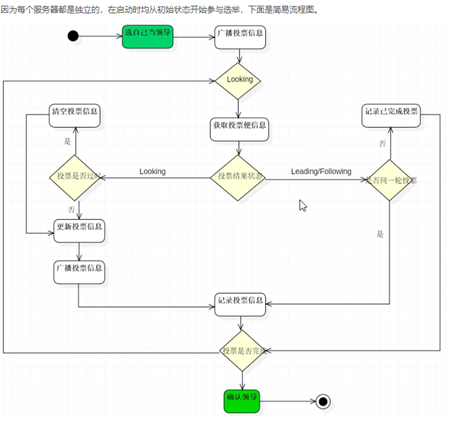 因为每个服务器都是独立的，在启动时均从初始状态开始参与选举，下面是简易流程图。
选自己当领导
广播投票信息
Looking
清空投票信息
获取投票使信息
记录已完成投票
是
否
投票是否过时
Looking
投票结果状态
Leading/Following
是否同一轮投票
否
更新投票信息
是
广播投票信息
记录投票信息
投票是否完成
确认领导